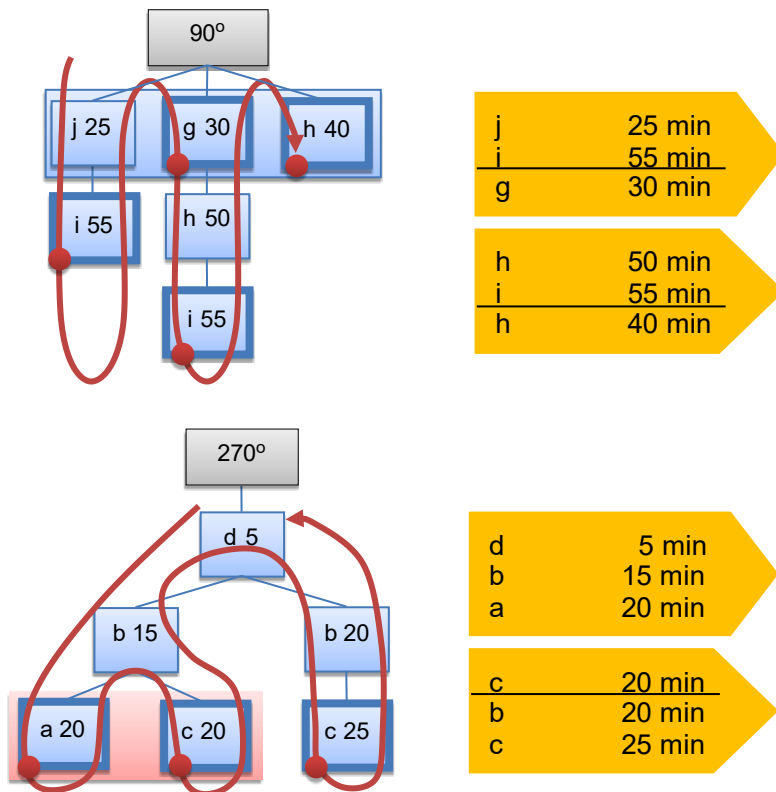 90º
j 25 g 30 h 40
i 55 h 50
i 55
j 25 min
i 55 min
g 30 min
h 50 min
i 55 min
h 40 min
270º
d 5
b 15 b 20
a 20 c 20 c 25
d 5 min
b 15 min
a 20 min
c 20 min
b 20 min
c 25 min